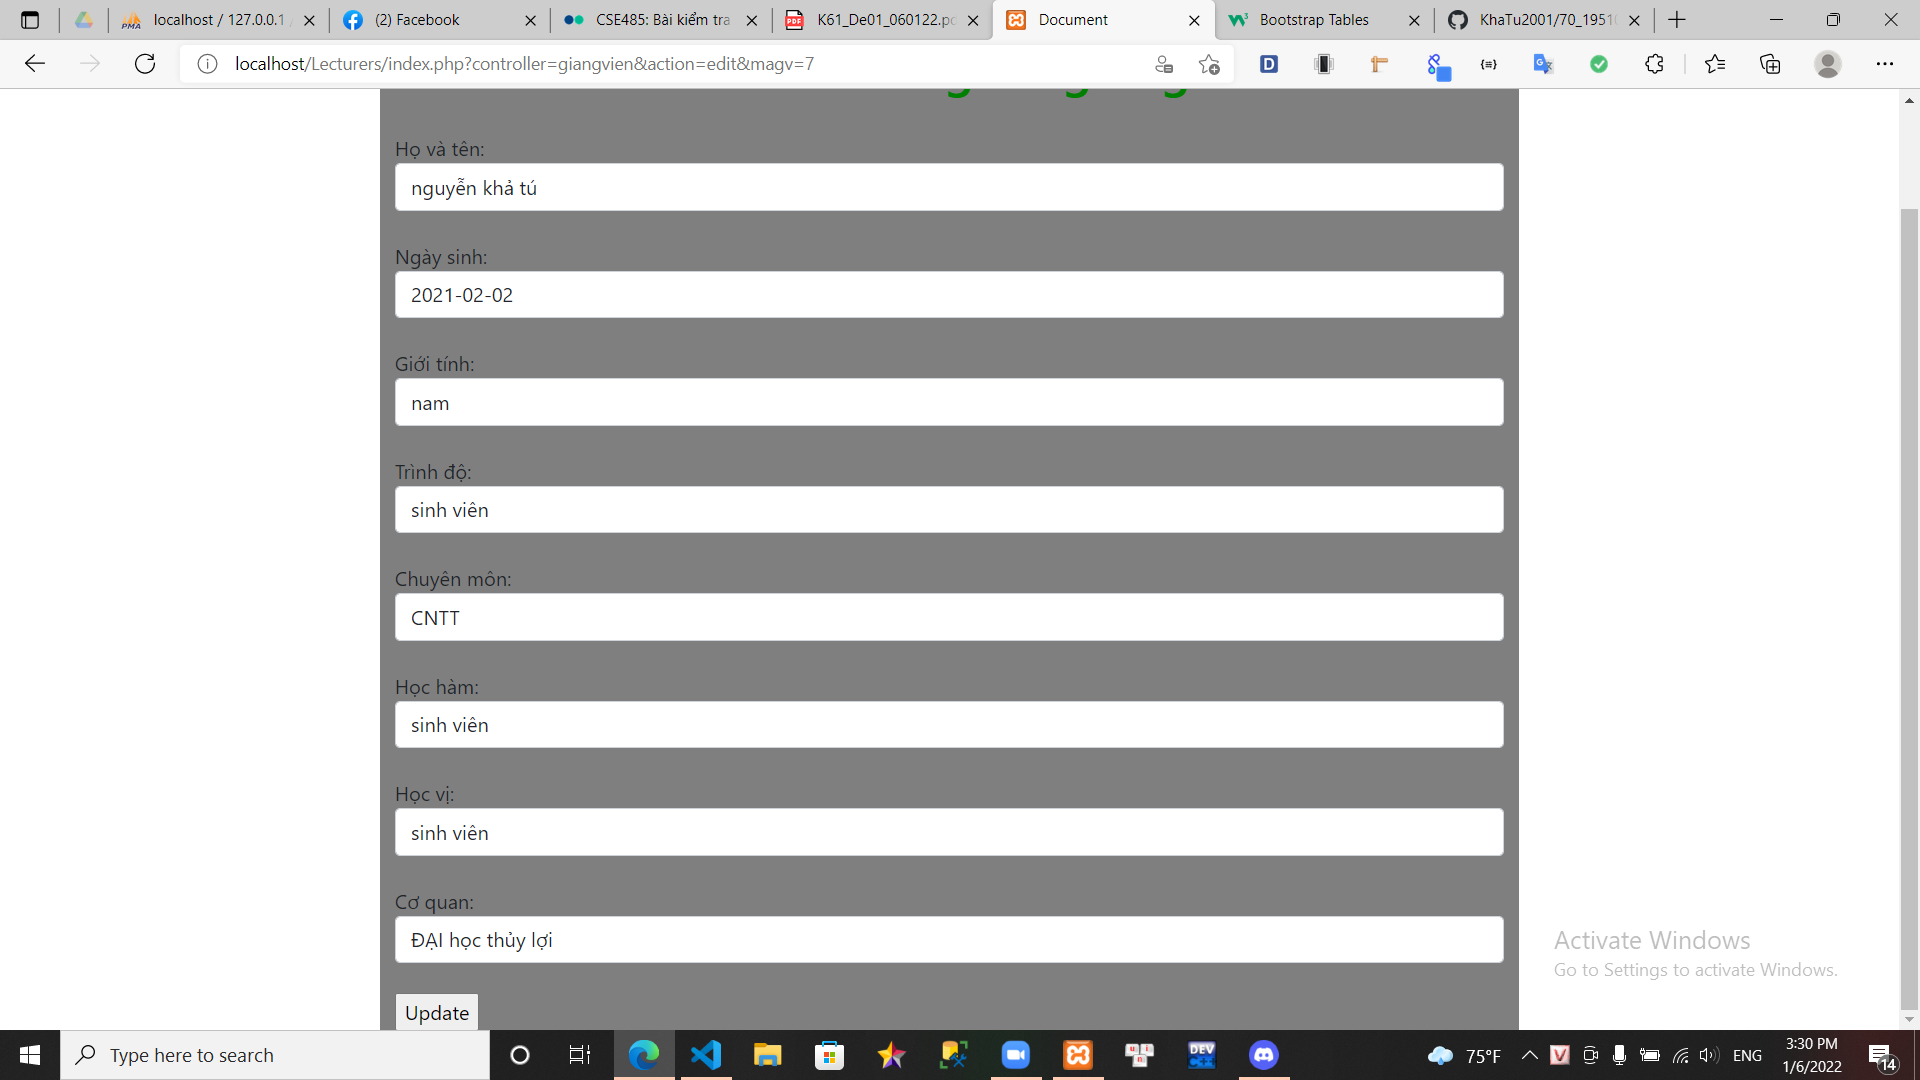 localhost / 127.0.0.1
(2) Facebook
CSE485: Bài kiểm tra
K61_De01_060122.pd
Document
Bootstrap Tables
KhaTu2001/70_1951
localhost/Lecturers/index.php?controller=giangvien&action=edit&magv=7
Họ và tên:
nguyễn khả tú
Ngày sinh:
2021-02-02
Giới tính:
nam
Trình độ:
sinh viên
Chuyên môn:
CNTT
Học hàm:
sinh viên
Học vị:
sinh viên
Cơ quan:
ĐẠI học thủy lợi
Update
Activate Windows
Go to Settings to activate Windows.
Type here to search
75°F
ENG
3:30 PM
1/6/2022
14